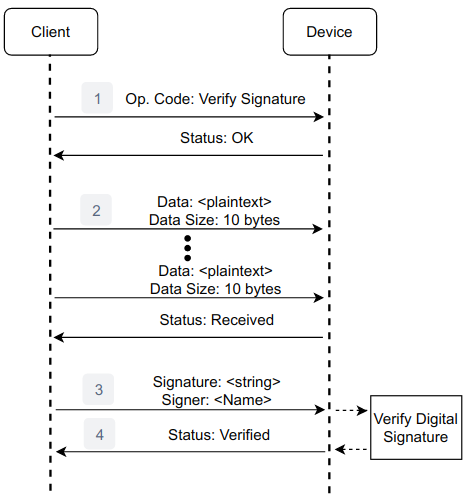 Client
Device
1
Op. Code: Verify Signature
Status: OK
2
Data: <plaintext>
Data Size: 10 bytes
Data: <plaintext>
Data Size: 10 bytes
Status: Received
3
Signature: <string>
Signer: <Name>
Verify Digital
Signature
4
Status: Verified